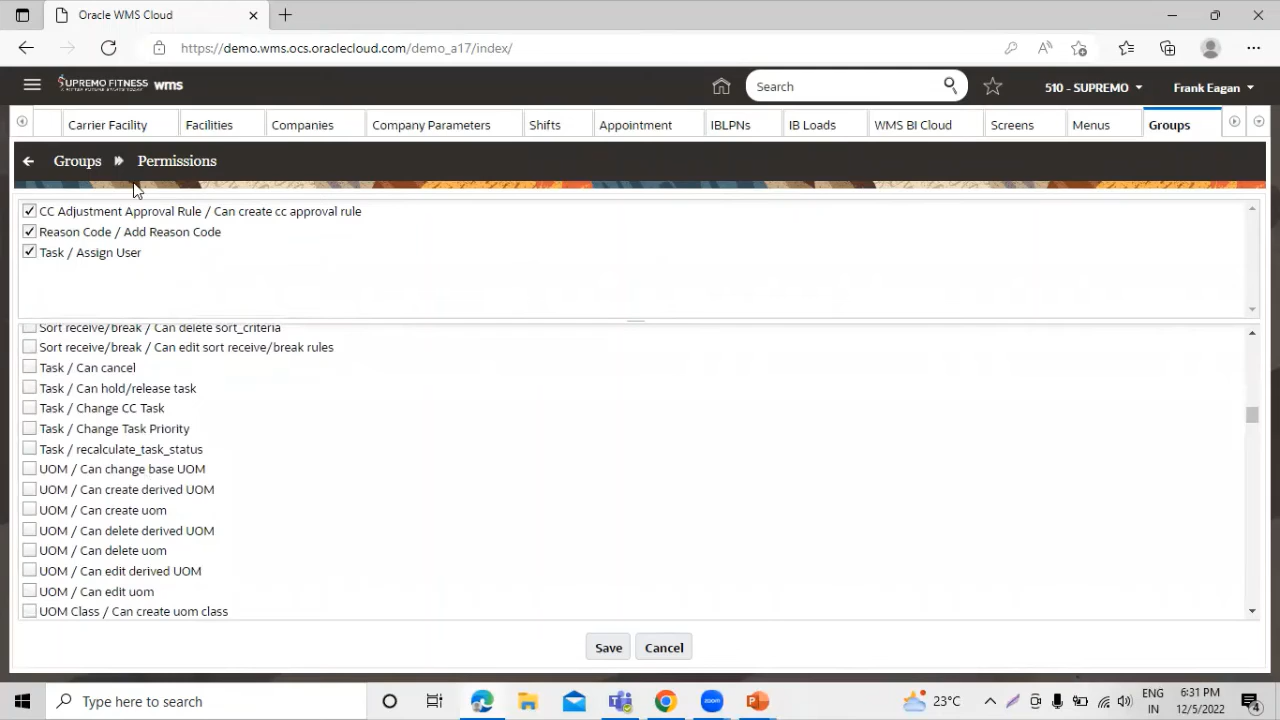 Oracle WMS Cloud
https://demo.wms.ocs.oraclecloud.com/demo_a17/index/
SUPREMO FITNESS wms
Search
510 - SUPREMO
Frank Eagan
Carrier Facility
Facilities
Companies
Company Parameters
Shifts
Appointment
IBLPNs
IB Loads
WMS BI Cloud
Screens
Menus
Groups
Groups
Permissions
CC Adjustment Approval Rule / Can create cc approval rule
Reason Code / Add Reason Code
Task / Assign User
Sort receive/break / Can delete sort_criteria
Sort receive/break / Can edit sort receive/break rules
Task / Can cancel
Task / Can hold/release task
Task / Change CC Task
Task / Change Task Priority
Task / recalculate_task_status
UOM / Can change base UOM
UOM / Can create derived UOM
UOM / Can create uom
UOM / Can delete derived UOM
UOM / Can delete uom
UOM / Can edit derived UOM
UOM / Can edit uom
UOM Class / Can create uom class
Save
Cancel
Type here to search
23°C
ENG
IN
6:31 PM
12/5/2022
4